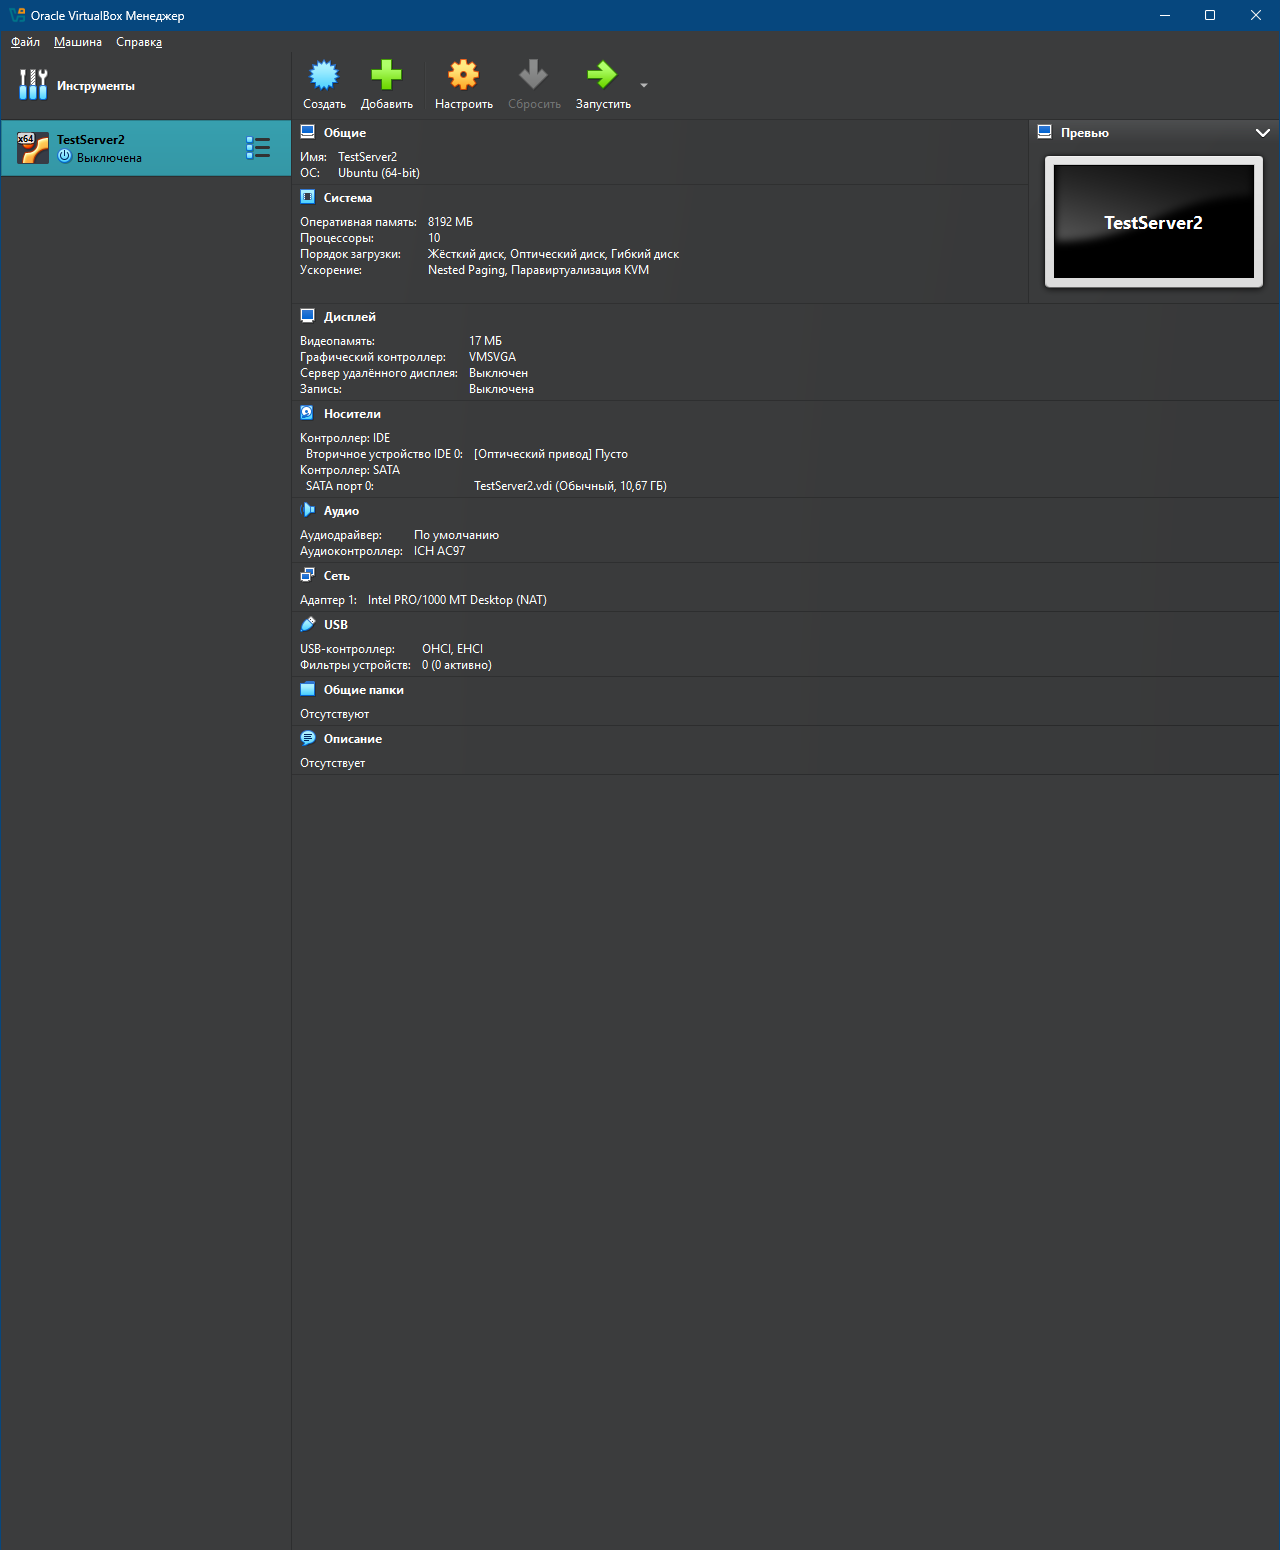 Oracle VirtualBox Менеджер
Файл Машина Справка
Инструменты
Создать Добавить Настроить Сбросить Запустить
x64
TestServer2
Выключена
Общие
Имя: TestServer2
ОС: Ubuntu (64-bit)
Система
Оперативная память: 8192 МБ
Процессоры: 10
Порядок загрузки: Жёсткий диск, Оптический диск, Гибкий диск
Ускорение: Nested Paging, Паравиртуализация KVM
Превью
TestServer2
Дисплей
Видеопамять: 17 МБ
Графический контроллер: VMSVGA
Сервер удалённого дисплея: Выключен
Запись: Выключена
Носители
Контроллер: IDE
Вторичное устройство IDE 0: [Оптический привод] Пусто
Контроллер: SATA
SATA порт 0: TestServer2.vdi (Обычный, 10,67 ГБ)
Аудио
Аудиодрайвер: По умолчанию
Аудиоконтроллер: ICH AC97
Сеть
Адаптер 1: Intel PRO/1000 MT Desktop (NAT)
USB
USB-контроллер: OHCI, EHCI
Фильтры устройств: 0 (0 активно)
Общие папки
Отсутствуют
Описание
Отсутствует